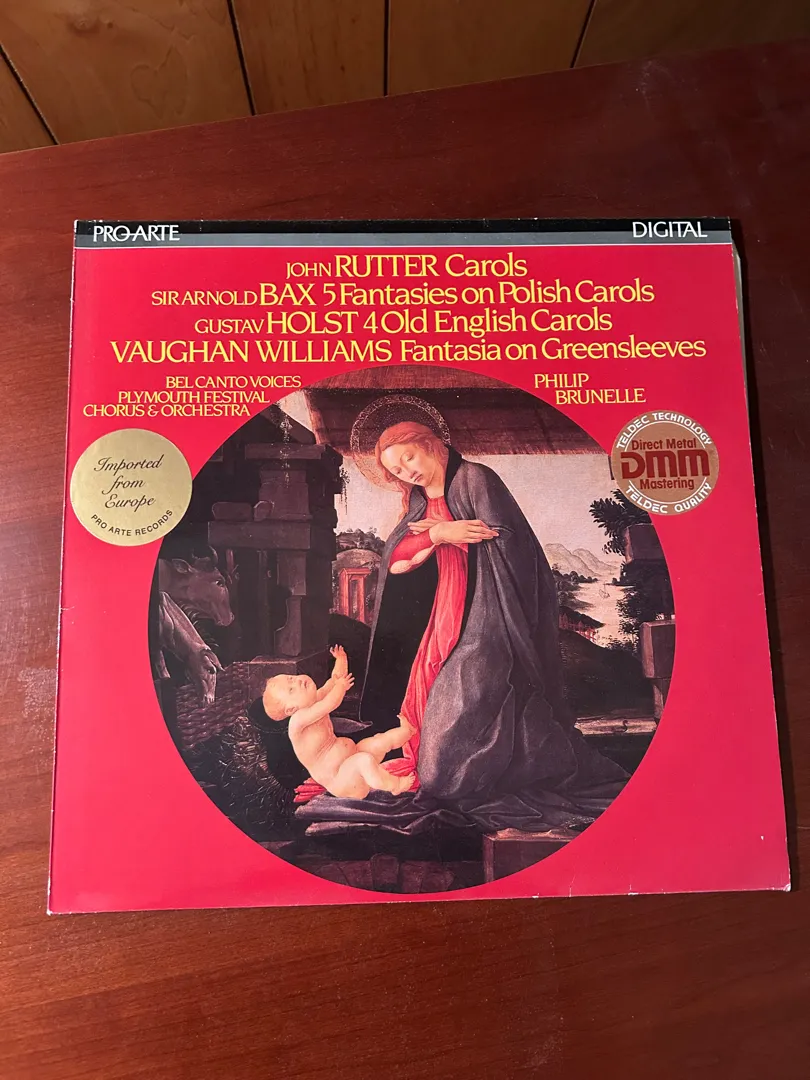 PRO-ARTE
DIGITAL
JOHN RUTTER Carols
SIR ARNOLD BAX 5 Fantasies on Polish Carols
GUSTAV HOLST 4 Old English Carols
VAUGHAN WILLIAMS Fantasia on Greensleeves
BEL CANTO VOICES
PLYMOUTH FESTIVAL
CHORUS & ORCHESTRA
PHILIP
BRUNELLE
Imported
from
Europe
PRO ARTE RECORDS
TELDEC TECHNOLOGY
Direct Metal
DMM
Mastering
TELDEC QUALITY